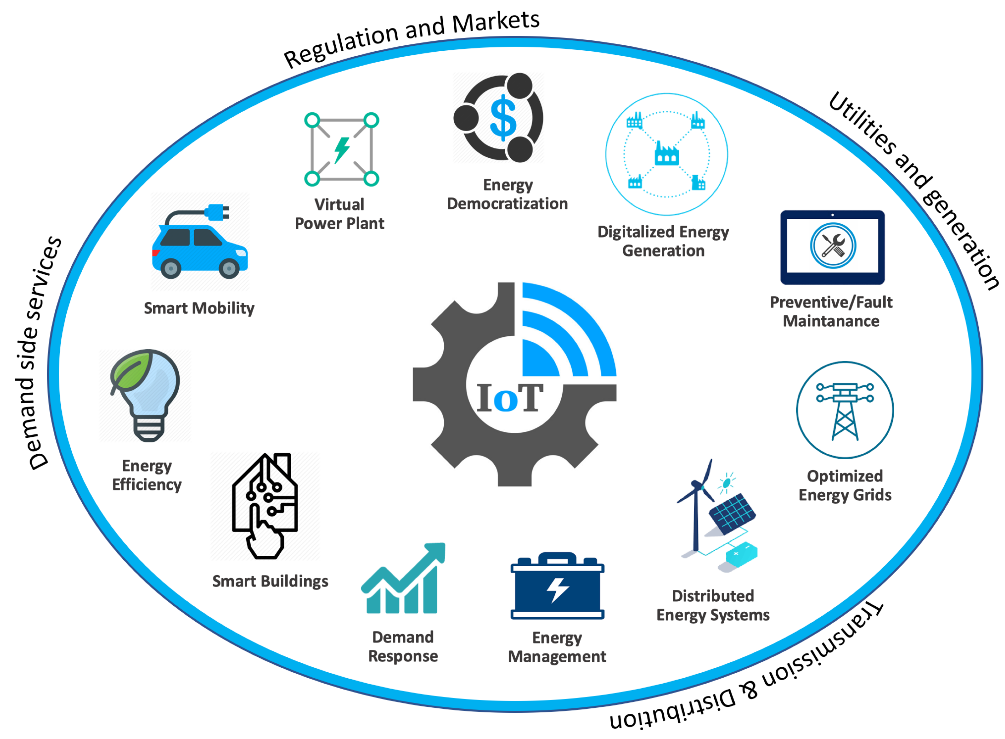 Regulation and Markets
Utilities and generation
Demand side services
Transmission & Distribution
Virtual
Power Plant
$
Energy
Democratization
Digitalized Energy
Generation
Smart Mobility
Preventive/Fault
Maintanance
IoT
Energy
Efficiency
Optimized
Energy Grids
Smart Buildings
Distributed
Energy Systems
Demand
Response
Energy
Management